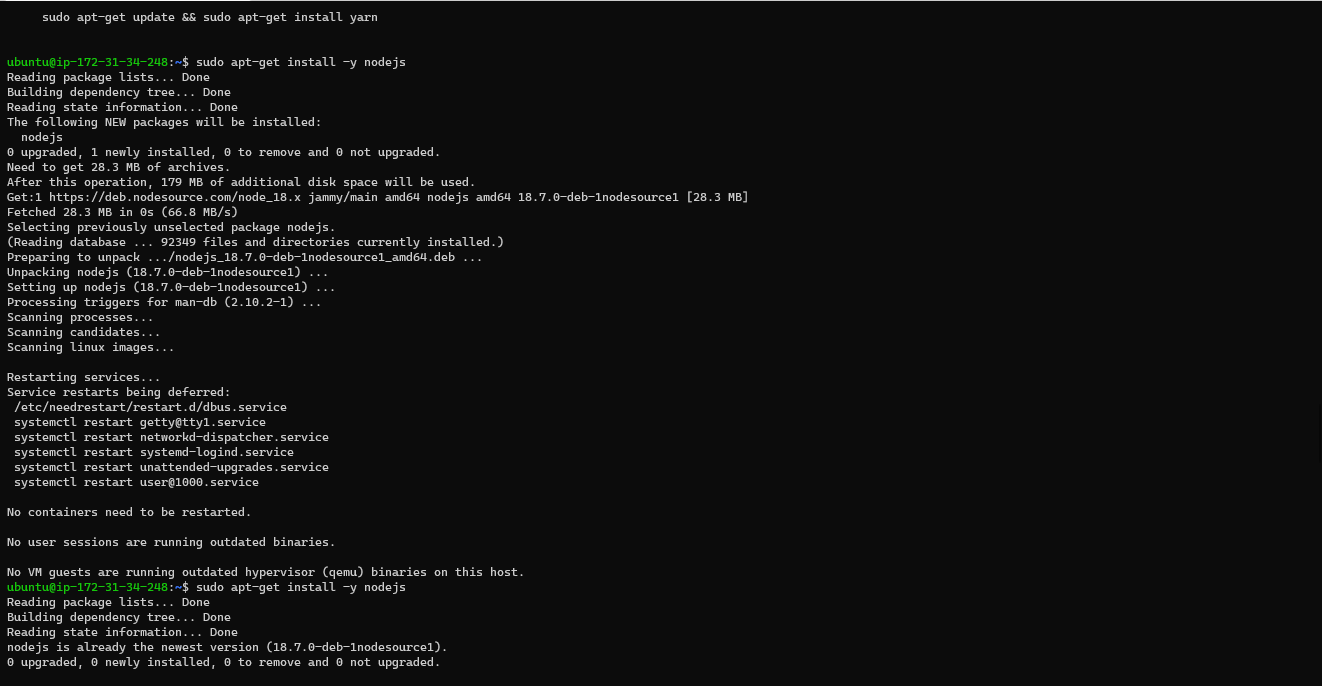 sudo apt-get update && sudo apt-get install yarn
ubuntu@ip-172-31-34-248:~$ sudo apt-get install -y nodejs
Reading package lists... Done
Building dependency tree... Done
Reading state information... Done
The following NEW packages will be installed:
nodejs
0 upgraded, 1 newly installed, 0 to remove and 0 not upgraded.
Need to get 28.3 MB of archives.
After this operation, 179 MB of additional disk space will be used.
Get:1 https://deb.nodesource.com/node_18.x jammy/main amd64 nodejs amd64 18.7.0-deb-1nodesource1 [28.3 MB]
Fetched 28.3 MB in 0s (66.8 MB/s)
Selecting previously unselected package nodejs.
(Reading database ... 92349 files and directories currently installed.)
Preparing to unpack .../nodejs_18.7.0-deb-1nodesource1_amd64.deb ...
Unpacking nodejs (18.7.0-deb-1nodesource1) ...
Setting up nodejs (18.7.0-deb-1nodesource1) ...
Processing triggers for man-db (2.10.2-1) ...
Scanning processes...
Scanning candidates...
Scanning linux images...
Restarting services...
Service restarts being deferred:
/etc/needrestart/restart.d/dbus.service
systemctl restart getty@tty1.service
systemctl restart networkd-dispatcher.service
systemctl restart systemd-logind.service
systemctl restart unattended-upgrades.service
systemctl restart user@1000.service
No containers need to be restarted.
No user sessions are running outdated binaries.
No VM guests are running outdated hypervisor (qemu) binaries on this host.
ubuntu@ip-172-31-34-248:~$ sudo apt-get install -y nodejs
Reading package lists... Done
Building dependency tree... Done
Reading state information... Done
nodejs is already the newest version (18.7.0-deb-1nodesource1).
0 upgraded, 0 newly installed, 0 to remove and 0 not upgraded.